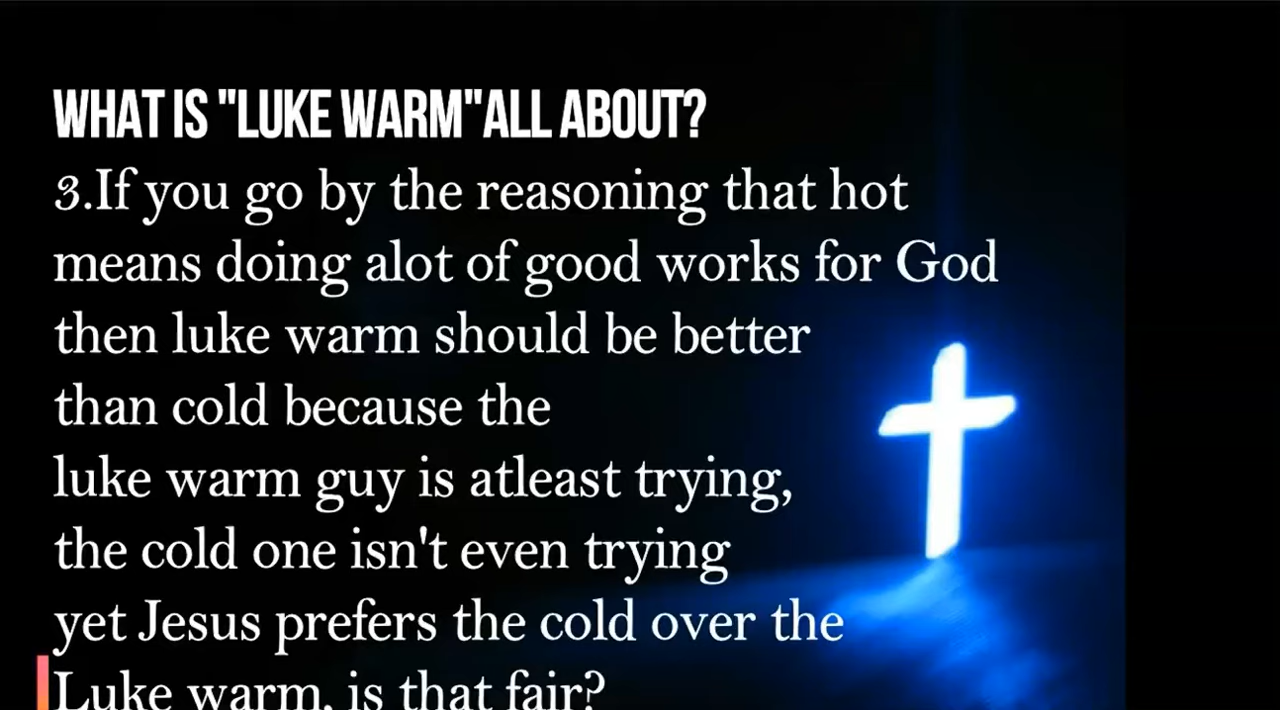 WHAT IS "LUKE WARM"ALL ABOUT?
3.If you go by the reasoning that hot
means doing alot of good works for God
then luke warm should be better
than cold because the
luke warm guy is atleast trying,
the cold one isn't even trying
yet Jesus prefers the cold over the
Luke warm, is that fair?